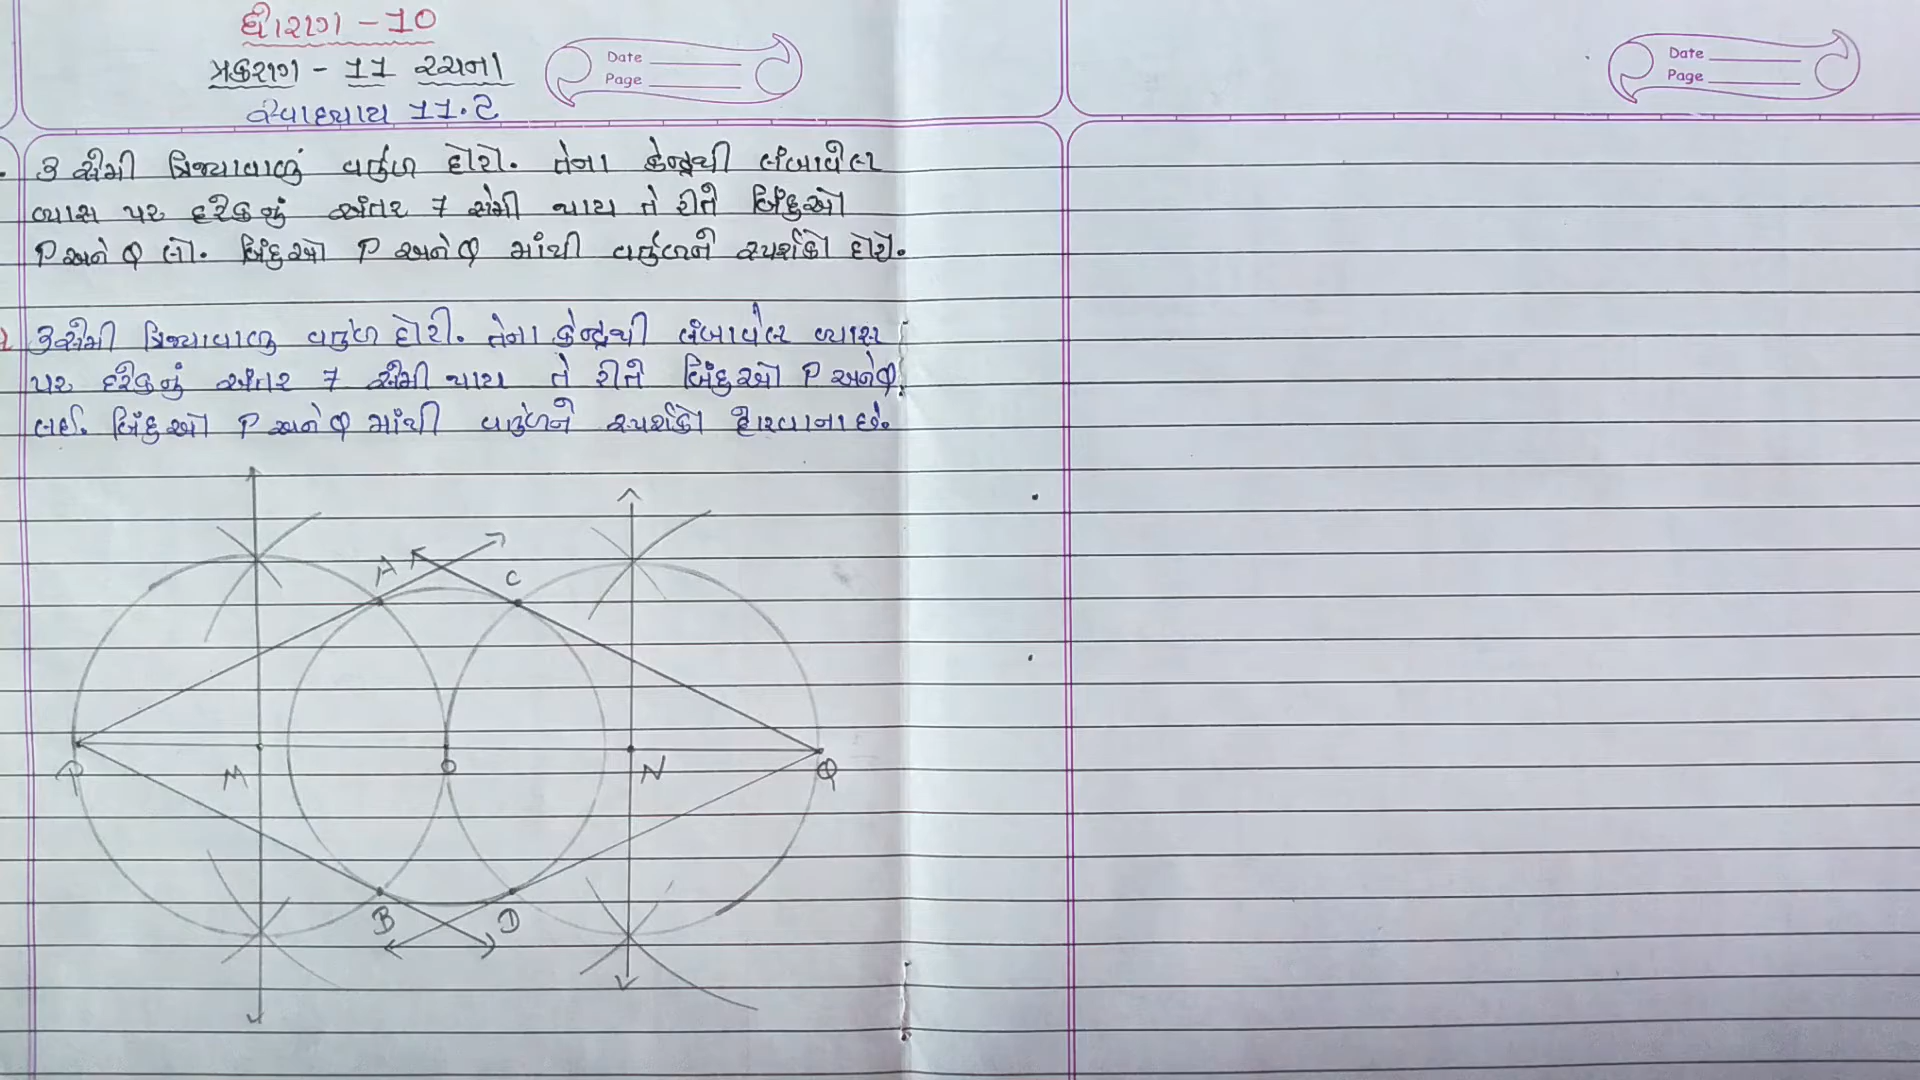 ધોરણ - 10
પ્રકરણ - 11 રચના
સ્વાધ્યાય 11.2
Date
Page
Date
Page
3 સેમી ત્રિજ્યાવાળું વર્તુળ દોરો. તેના કેન્દ્રથી લંબાવેલ
વ્યાસ પર દરેકનું અંતર 7 સેમી થાય તે રીતે બિંદુઓ
P અને Q લો. બિંદુઓ P અને Q માંથી વર્તુળને સ્પર્શકો દોરો.
3 સેમી ત્રિજ્યાવાળુ વર્તુળ દોરી. તેના કેન્દ્રથી લંબાવેલ વ્યાસ
પર દરેકનું અંતર 7 સેમી થાય તે રીતે બિંદુઓ P અને Q
લઈ. બિંદુઓ P અને Q માંથી વર્તુળને સ્પર્શકો દોરવાના છે.
A
C
P
M
O
N
Q
B
D